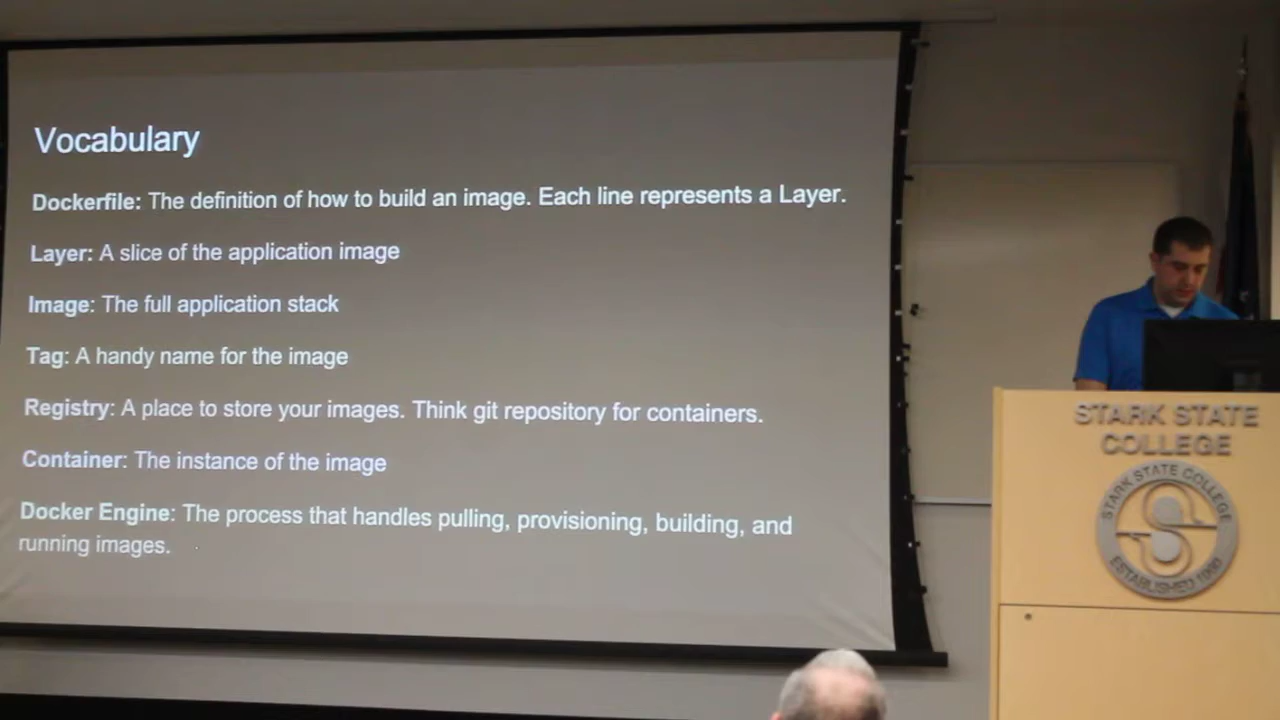 Vocabulary
Dockerfile: The definition of how to build an image. Each line represents a Layer.
Layer: A slice of the application image
Image: The full application stack
Tag: A handy name for the image
Registry: A place to store your images. Think git repository for containers.
Container: The instance of the image
Docker Engine: The process that handles pulling, provisioning, building, and
running images.
STARK STATE
COLLEGE
STARK STATE COLLEGE
ESTABLISHED 1960